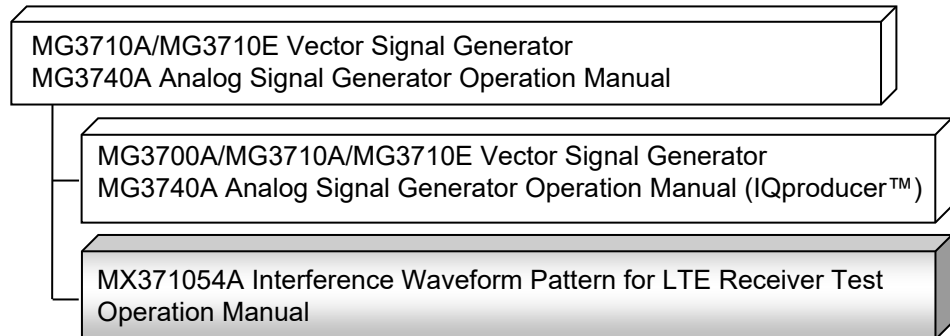 MG3710A/MG3710E Vector Signal Generator
MG3740A Analog Signal Generator Operation Manual
MG3700A/MG3710A/MG3710E Vector Signal Generator
MG3740A Analog Signal Generator Operation Manual (IQproducer™)
MX371054A Interference Waveform Pattern for LTE Receiver Test
Operation Manual